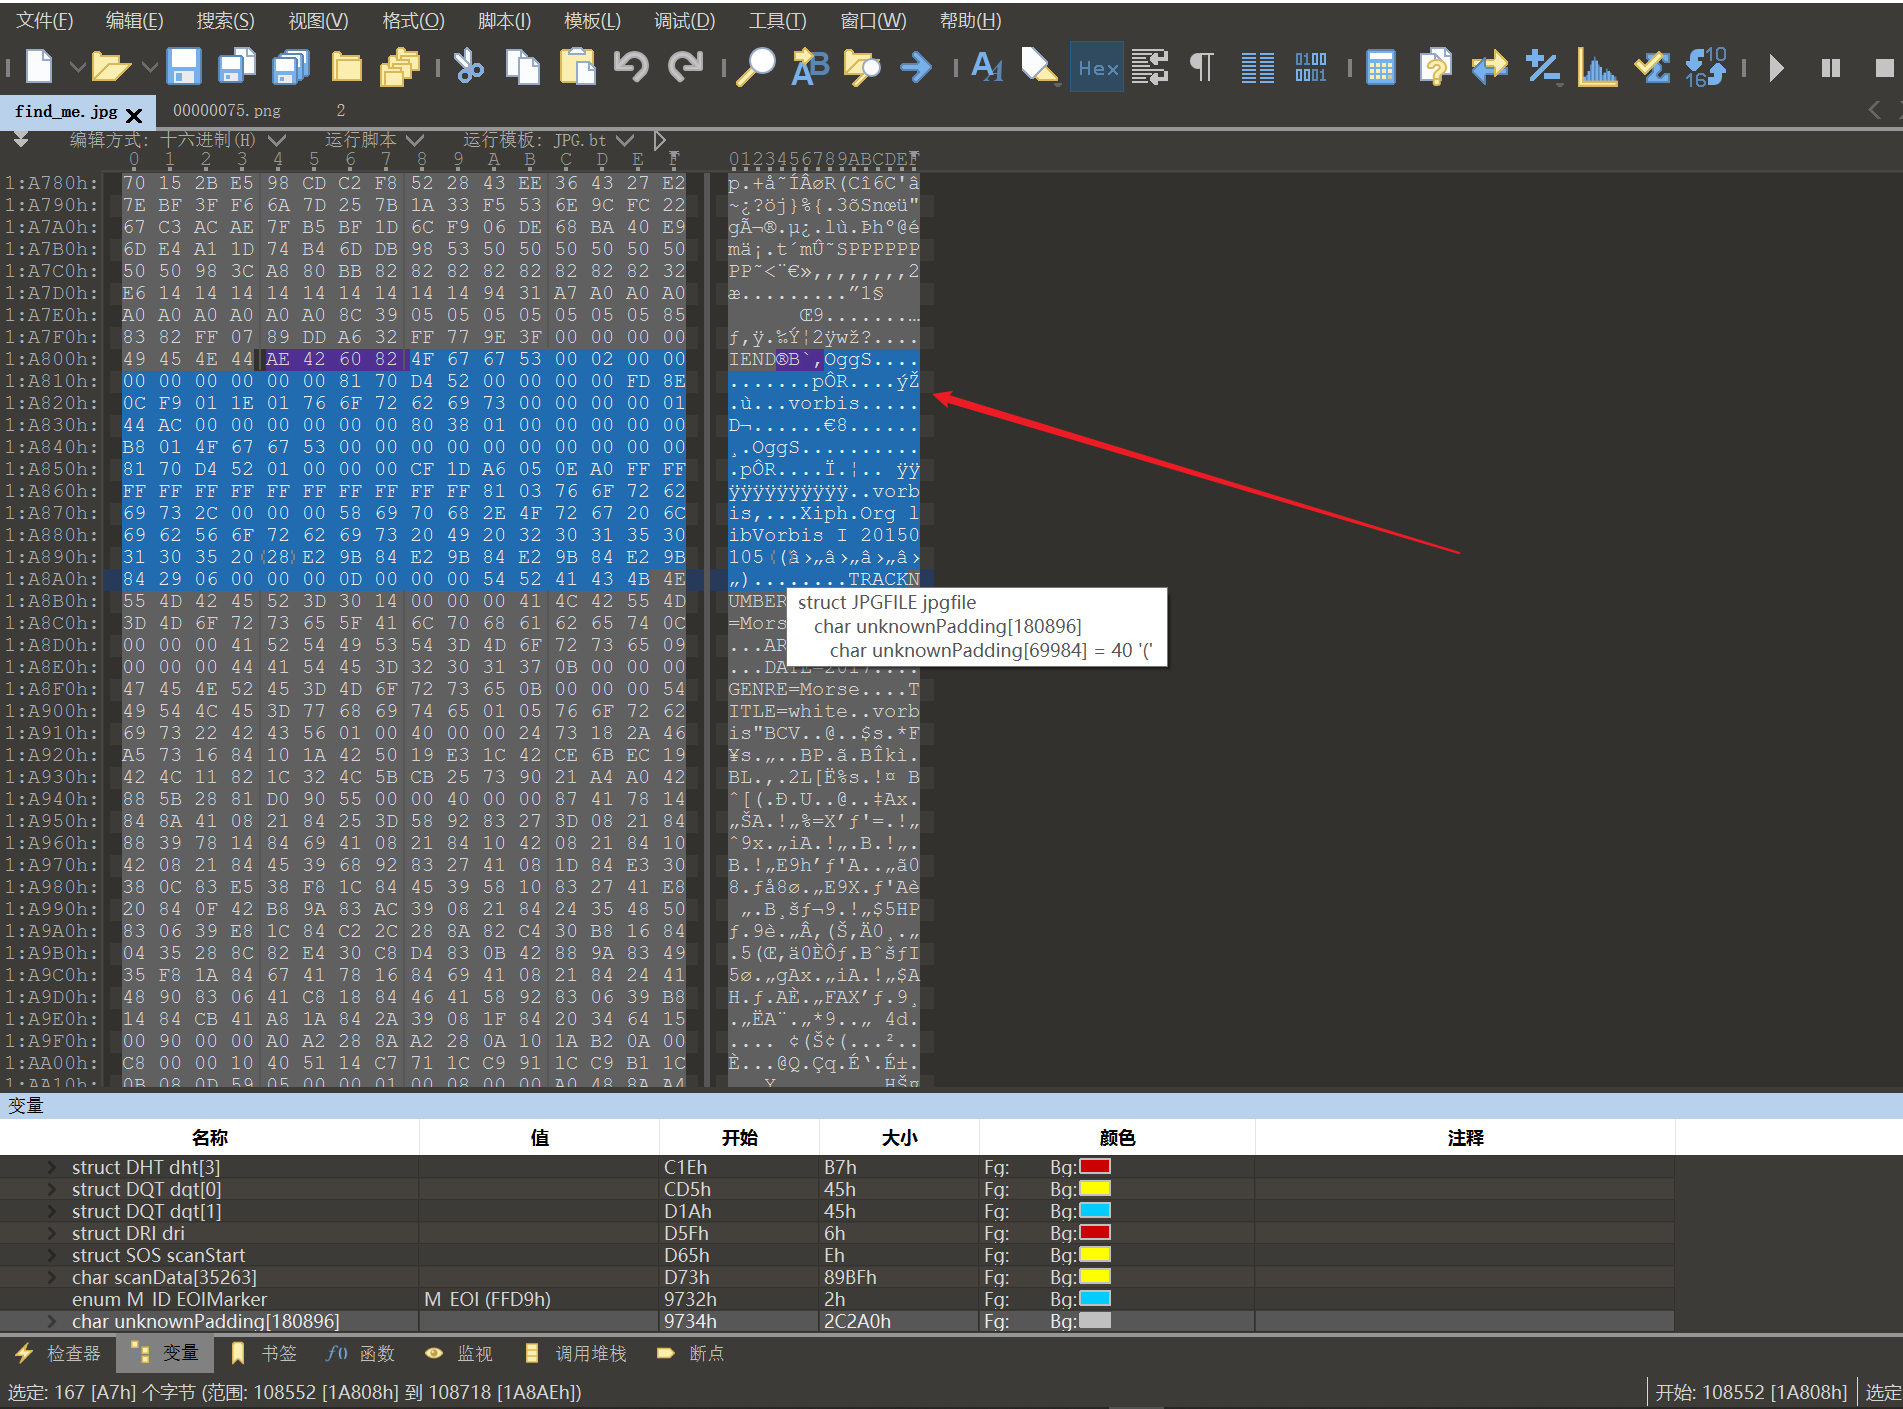 文件(F) 编辑(E) 搜索(S) 视图(V) 格式(O) 脚本(I) 模板(L) 调试(D) 工具(T) 窗口(W) 帮助(H)
Hex
find_me.jpg 00000075.png 2
编辑方式: 十六进制(H) 运行脚本 运行模板: JPG.bt
0 1 2 3 4 5 6 7 8 9 A B C D E F 0123456789ABCDEF
1:A780h: 70 15 2B E5 98 CD C2 F8 52 28 43 EE 36 43 27 E2 p.+å˜ÍÂøR(Cî6C'â
1:A790h: 7E BF 3F F6 6A 7D 25 7B 1A 33 F5 53 6E 9C FC 22 ~¿?öj}%{.3õSnœü"
1:A7A0h: 67 C3 AC AE 7F B5 BF 1D 6C F9 06 DE 68 BA 40 E9 gÃ¬®.µ¿.lù.Þhº@é
1:A7B0h: 6D E4 A1 1D 74 B4 6D DB 98 53 50 50 50 50 50 50 mä¡.t´mÛ˜SPPPPPP
1:A7C0h: 50 50 98 3C A8 80 BB 82 82 82 82 82 82 82 82 32 PP˜<¨€»‚‚‚‚‚‚‚‚2
1:A7D0h: E6 14 14 14 14 14 14 14 14 14 94 31 A7 A0 A0 A0 æ.........”1§
1:A7E0h: A0 A0 A0 A0 A0 A0 8C 39 05 05 05 05 05 05 05 85 Œ9.......…
1:A7F0h: 83 82 FF 07 89 DD A6 32 FF 77 9E 3F 00 00 00 00 ƒ‚ÿ.‰Ý¦2ÿwž?....
1:A800h: 49 45 4E 44 AE 42 60 82 4F 67 67 53 00 02 00 00 IEND®B`‚OggS....
1:A810h: 00 00 00 00 00 00 81 70 D4 52 00 00 00 00 FD 8E .......pÔR....ýŽ
1:A820h: 0C F9 01 1E 01 76 6F 72 62 69 73 00 00 00 00 01 .ù...vorbis.....
1:A830h: 44 AC 00 00 00 00 00 80 38 01 00 00 00 00 00 00 D¬.....€8.......
1:A840h: B8 01 4F 67 67 53 00 00 00 00 00 00 00 00 00 00 ¸.OggS..........
1:A850h: 81 70 D4 52 01 00 00 00 CF 1D A6 05 0E A0 FF FF .pÔR....Ï.¦.. ÿÿ
1:A860h: FF FF FF FF FF FF FF FF FF FF 81 03 76 6F 72 62 ÿÿÿÿÿÿÿÿÿÿ..vorb
1:A870h: 69 73 2C 00 00 00 58 69 70 68 2E 4F 72 67 20 6C is,...Xiph.Org l
1:A880h: 69 62 56 6F 72 62 69 73 20 49 20 32 30 31 35 30 ibVorbis I 20150
1:A890h: 31 30 35 20 28 E2 9B 84 E2 9B 84 E2 9B 84 E2 9B 105 (â›„â›„â›„â›
1:A8A0h: 84 29 06 00 00 00 0D 00 00 00 54 52 41 43 4B 4E „)........TRACKN
1:A8B0h: 55 4D 42 45 52 3D 30 14 00 00 00 41 4C 42 55 4D UMBER
1:A8C0h: 3D 4D 6F 72 73 65 5F 41 6C 70 68 61 62 65 74 0C =Mors
1:A8D0h: 00 00 00 41 52 54 49 53 54 3D 4D 6F 72 73 65 09 ...AR
1:A8E0h: 00 00 00 44 41 54 45 3D 32 30 31 37 0B 00 00 00 ...DATE=2017....
1:A8F0h: 47 45 4E 52 45 3D 4D 6F 72 73 65 0B 00 00 00 54 GENRE=Morse....T
1:A900h: 49 54 4C 45 3D 77 68 69 74 65 01 05 76 6F 72 62 ITLE=white..vorb
1:A910h: 69 73 22 42 43 56 01 00 40 00 00 24 73 18 2A 46 is"BCV..@..$s.*F
1:A920h: A5 73 16 84 10 1A 42 50 19 E3 1C 42 CE 6B EC 19 ¥s.„..BP.ã.BÎkì.
1:A930h: 42 4C 11 82 1C 32 4C 5B CB 25 73 90 21 A4 A0 42 BL.‚.2L[Ë%s.!¤ B
1:A940h: 88 5B 28 81 D0 90 55 00 00 40 00 00 87 41 78 14 ˆ[(.Ð.U..@..‡Ax.
1:A950h: 84 8A 41 08 21 84 25 3D 58 92 83 27 3D 08 21 84 „ŠA.!„%=X’ƒ'=.!„
1:A960h: 88 39 78 14 84 69 41 08 21 84 10 42 08 21 84 10 ˆ9x.„iA.!„.B.!„.
1:A970h: 42 08 21 84 45 39 68 92 83 27 41 08 1D 84 E3 30 B.!„E9h’ƒ'A..„ã0
1:A980h: 38 0C 83 E5 38 F8 1C 84 45 39 58 10 83 27 41 E8 8.ƒå8ø.„E9X.ƒ'Aè
1:A990h: 20 84 0F 42 B8 9A 83 AC 39 08 21 84 24 35 48 50 „.B¸šƒ¬9.!„$5HP
1:A9A0h: 83 06 39 E8 1C 84 C2 2C 28 8A 82 C4 30 B8 16 84 ƒ.9è.„Â,(Š‚Ä0¸.„
1:A9B0h: 04 35 28 8C 82 E4 30 C8 D4 83 0B 42 88 9A 83 49 .5(Œ‚ä0ÈÔƒ.BˆšƒI
1:A9C0h: 35 F8 1A 84 67 41 78 16 84 69 41 08 21 84 24 41 5ø.„gAx.„iA.!„$A
1:A9D0h: 48 90 83 06 41 C8 18 84 46 41 58 92 83 06 39 B8 H.ƒ.AÈ.„FAX’ƒ.9¸
1:A9E0h: 14 84 CB 41 A8 1A 84 2A 39 08 1F 84 20 34 64 15 .„ËA¨.„*9..„ 4d.
1:A9F0h: 00 90 00 00 A0 A2 28 8A A2 28 0A 10 1A B2 0A 00 .... ¢(Š¢(...²..
1:AA00h: C8 00 00 10 40 51 14 C7 71 1C C9 91 1C C9 B1 1C È...@Q.Çq.É‘.É±.
1:AA10h: 0B 08 0D 59 05 00 00 01 00 08 00 00 A0 48 8A A4 ...Y........ HŠ¤
struct JPGFILE jpgfile
char unknownPadding[180896]
char unknownPadding[69984] = 40 '('
变量
名称 值 开始 大小 颜色 注释
struct DHT dht[3] C1Eh B7h Fg: Bg:
struct DQT dqt[0] CD5h 45h Fg: Bg:
struct DQT dqt[1] D1Ah 45h Fg: Bg:
struct DRI dri D5Fh 6h Fg: Bg:
struct SOS scanStart D65h Eh Fg: Bg:
char scanData[35263] D73h 89BFh Fg: Bg:
enum M_ID EOIMarker M_EOI (FFD9h) 9732h 2h Fg: Bg:
char unknownPadding[180896] 9734h 2C2A0h Fg: Bg:
检查器 变量 书签 函数 监视 调用堆栈 断点
选定: 167 [A7h] 个字节 (范围: 108552 [1A808h] 到 108718 [1A8AEh]) 开始: 108552 [1A808h] 选定